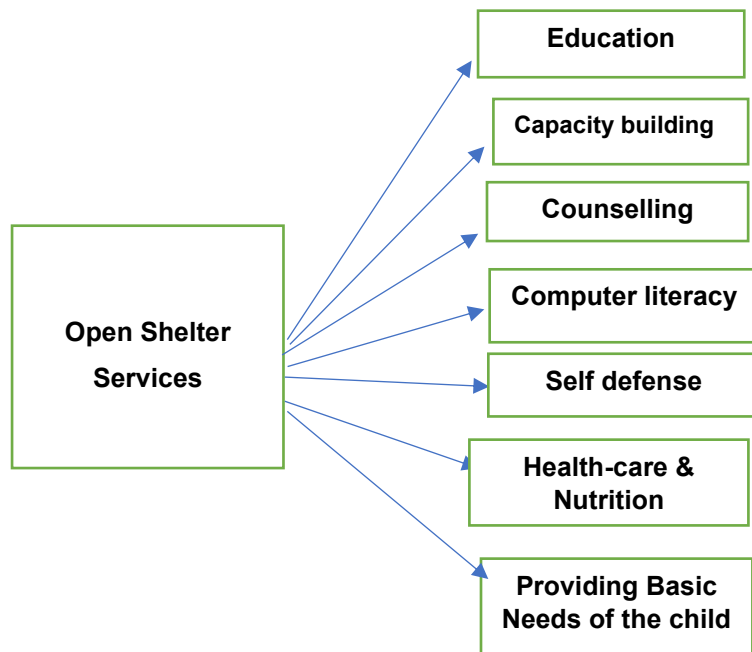 Education
Capacity building
Counselling
Open Shelter
Services
Computer literacy
Self defense
Health-care &
Nutrition
Providing Basic
Needs of the child